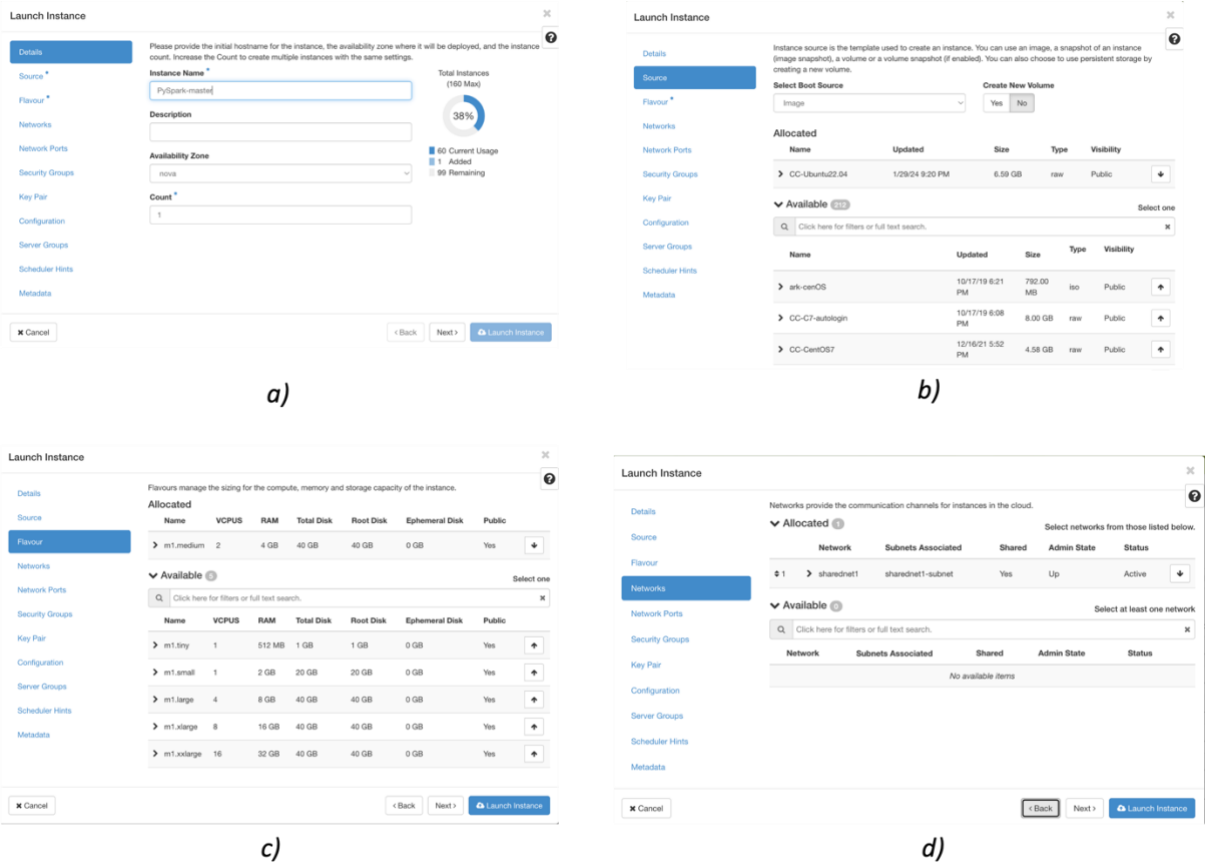 Launch Instance
Details
Source *
Flavour *
Networks
Network Ports
Security Groups
Key Pair
Configuration
Server Groups
Scheduler Hints
Metadata
Please provide the initial hostname for the instance, the availability zone where it will be deployed, and the instance
count. Increase the Count to create multiple instances with the same settings.
Instance Name *
PySpark-master
Description
Availability Zone
nova
Count *
1
Total Instances
(160 Max)
38%
60 Current Usage
1 Added
99 Remaining
Cancel
< Back
Next >
Launch Instance
a)
Launch Instance
Details
Source
Flavour *
Networks
Network Ports
Security Groups
Key Pair
Configuration
Server Groups
Scheduler Hints
Metadata
Instance source is the template used to create an instance. You can use an image, a snapshot of an instance
(image snapshot), a volume or a volume snapshot (if enabled). You can also choose to use persistent storage by
creating a new volume.
Select Boot Source
Create New Volume
Image
Yes No
Allocated
Name Updated Size Type Visibility
CC-Ubuntu22.04 1/29/24 9:20 PM 6.59 GB raw Public
Available 212
Select one
Click here for filters or full text search.
Name Updated Size Type Visibility
ark-cenOS 10/17/19 6:21 PM 792.00 MB iso Public
CC-C7-autologin 10/17/19 6:08 PM 8.00 GB raw Public
CC-CentOS7 12/16/21 5:52 PM 4.58 GB raw Public
b)
Launch Instance
Details
Source
Flavour
Networks
Network Ports
Security Groups
Key Pair
Configuration
Server Groups
Scheduler Hints
Metadata
Flavours manage the sizing for the compute, memory and storage capacity of the instance.
Allocated
Name VCPUS RAM Total Disk Root Disk Ephemeral Disk Public
m1.medium 2 4 GB 40 GB 40 GB 0 GB Yes
Available 5
Select one
Click here for filters or full text search.
Name VCPUS RAM Total Disk Root Disk Ephemeral Disk Public
m1.tiny 1 512 MB 1 GB 1 GB 0 GB Yes
m1.small 1 2 GB 20 GB 20 GB 0 GB Yes
m1.large 4 8 GB 40 GB 40 GB 0 GB Yes
m1.xlarge 8 16 GB 40 GB 40 GB 0 GB Yes
m1.xxlarge 16 32 GB 40 GB 40 GB 0 GB Yes
Cancel
< Back
Next >
Launch Instance
c)
Launch Instance
Details
Source
Flavour
Networks
Network Ports
Security Groups
Key Pair
Configuration
Server Groups
Scheduler Hints
Metadata
Networks provide the communication channels for instances in the cloud.
Allocated 1
Select networks from those listed below.
Network Subnets Associated Shared Admin State Status
1 sharednet1 sharednet1-subnet Yes Up Active
Available 0
Select at least one network
Click here for filters or full text search.
Network Subnets Associated Shared Admin State Status
No available items
Cancel
< Back
Next >
Launch Instance
d)